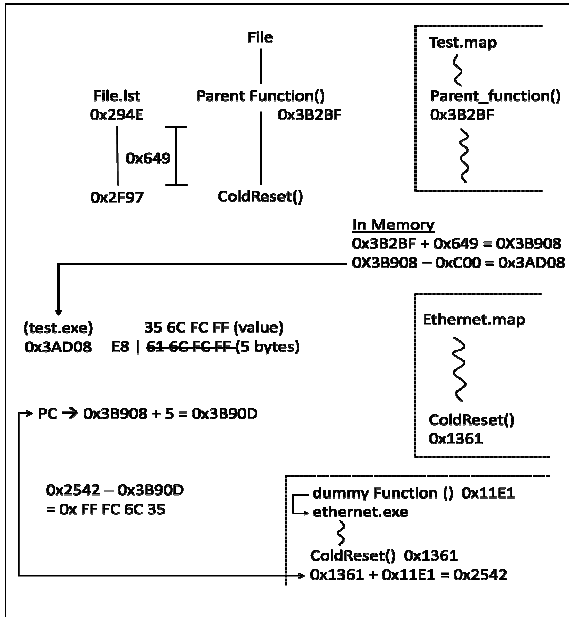 File
Test.map
File.lst
0x294E
Parent Function()
0x3B2BF
Parent_function()
0x3B2BF
0x649
0x2F97
ColdReset()
In Memory
0x3B2BF + 0x649 = 0X3B908
0X3B908 – 0xC00 = 0x3AD08
(test.exe)
0x3AD08
35 6C FC FF (value)
E8 | 61 6C FC FF (5 bytes)
Ethernet.map
ColdReset()
0x1361
PC → 0x3B908 + 5 = 0x3B90D
0x2542 – 0x3B90D
= 0x FF FC 6C 35
dummy Function () 0x11E1
ethernet.exe
ColdReset() 0x1361
0x1361 + 0x11E1 = 0x2542